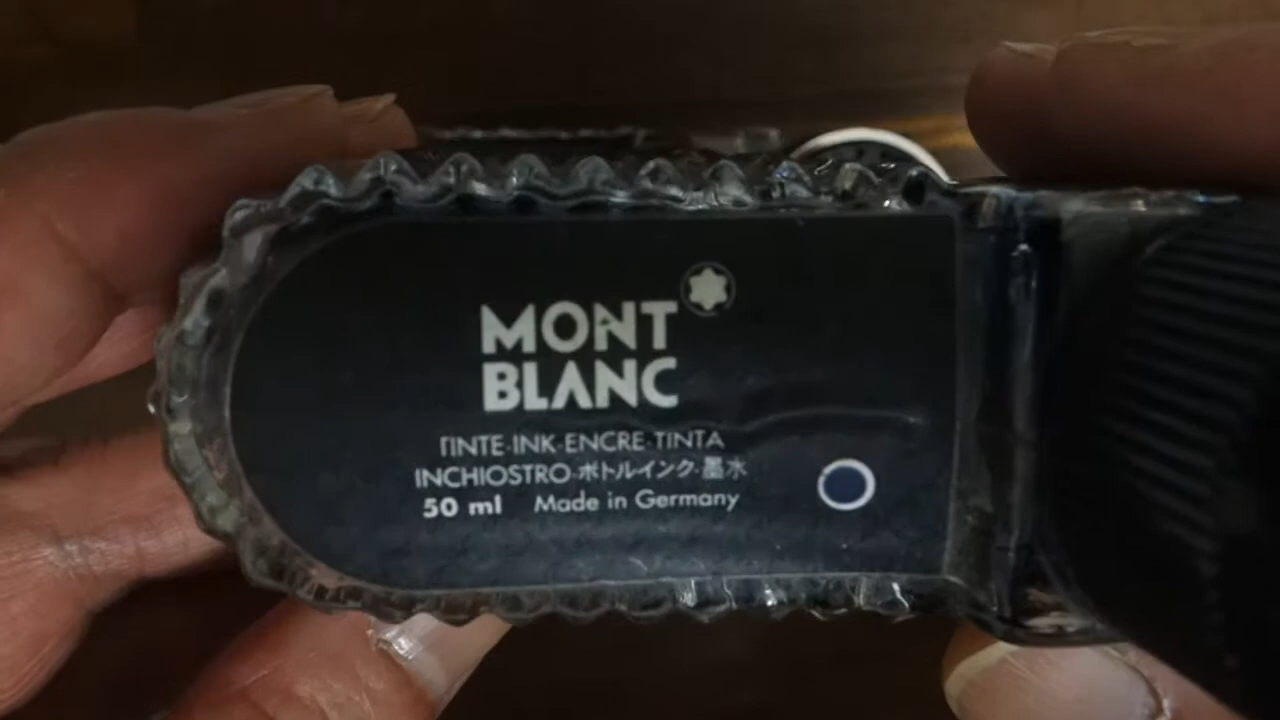 MONT
BLANC
TINTE·INK·ENCRE·TINTA
INCHIOSTRO·ボトルインク·墨水
50 ml Made in Germany